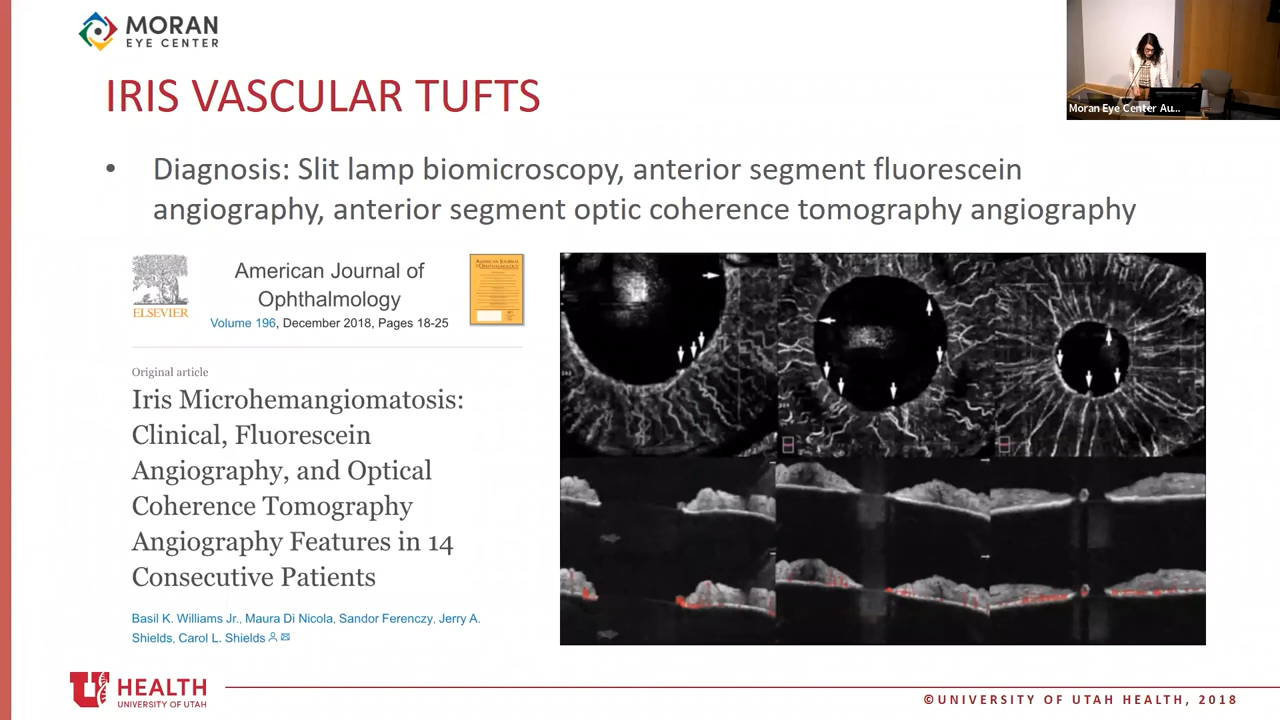 MORAN
EYE CENTER
Moran Eye Center Au...
IRIS VASCULAR TUFTS
• Diagnosis: Slit lamp biomicroscopy, anterior segment fluorescein
angiography, anterior segment optic coherence tomography angiography
ELSEVIER
American Journal of
Ophthalmology
Volume 196, December 2018, Pages 18-25
Original article
Iris Microhemangiomatosis:
Clinical, Fluorescein
Angiography, and Optical
Coherence Tomography
Angiography Features in 14
Consecutive Patients
Basil K. Williams Jr., Maura Di Nicola, Sandor Ferenczy, Jerry A.
Shields, Carol L. Shields
U HEALTH
UNIVERSITY OF UTAH
©UNIVERSITY OF UTAH HEALTH, 2018